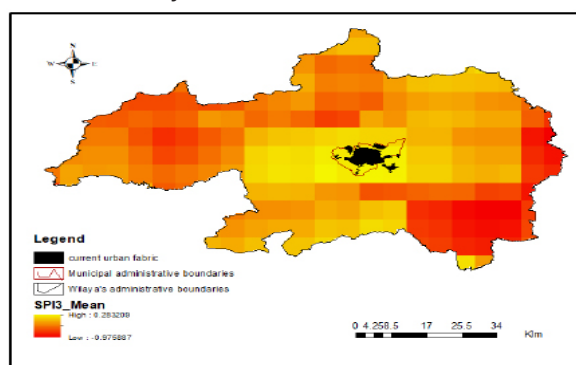 N
W E
S
Legend
current urban fabric
Municipal administrative boundaries
Wilaya's administrative boundaries
SPI3_Mean
High : 0.283209
Low : -0.975887
0 4.258.5 17 25.5 34
Klm